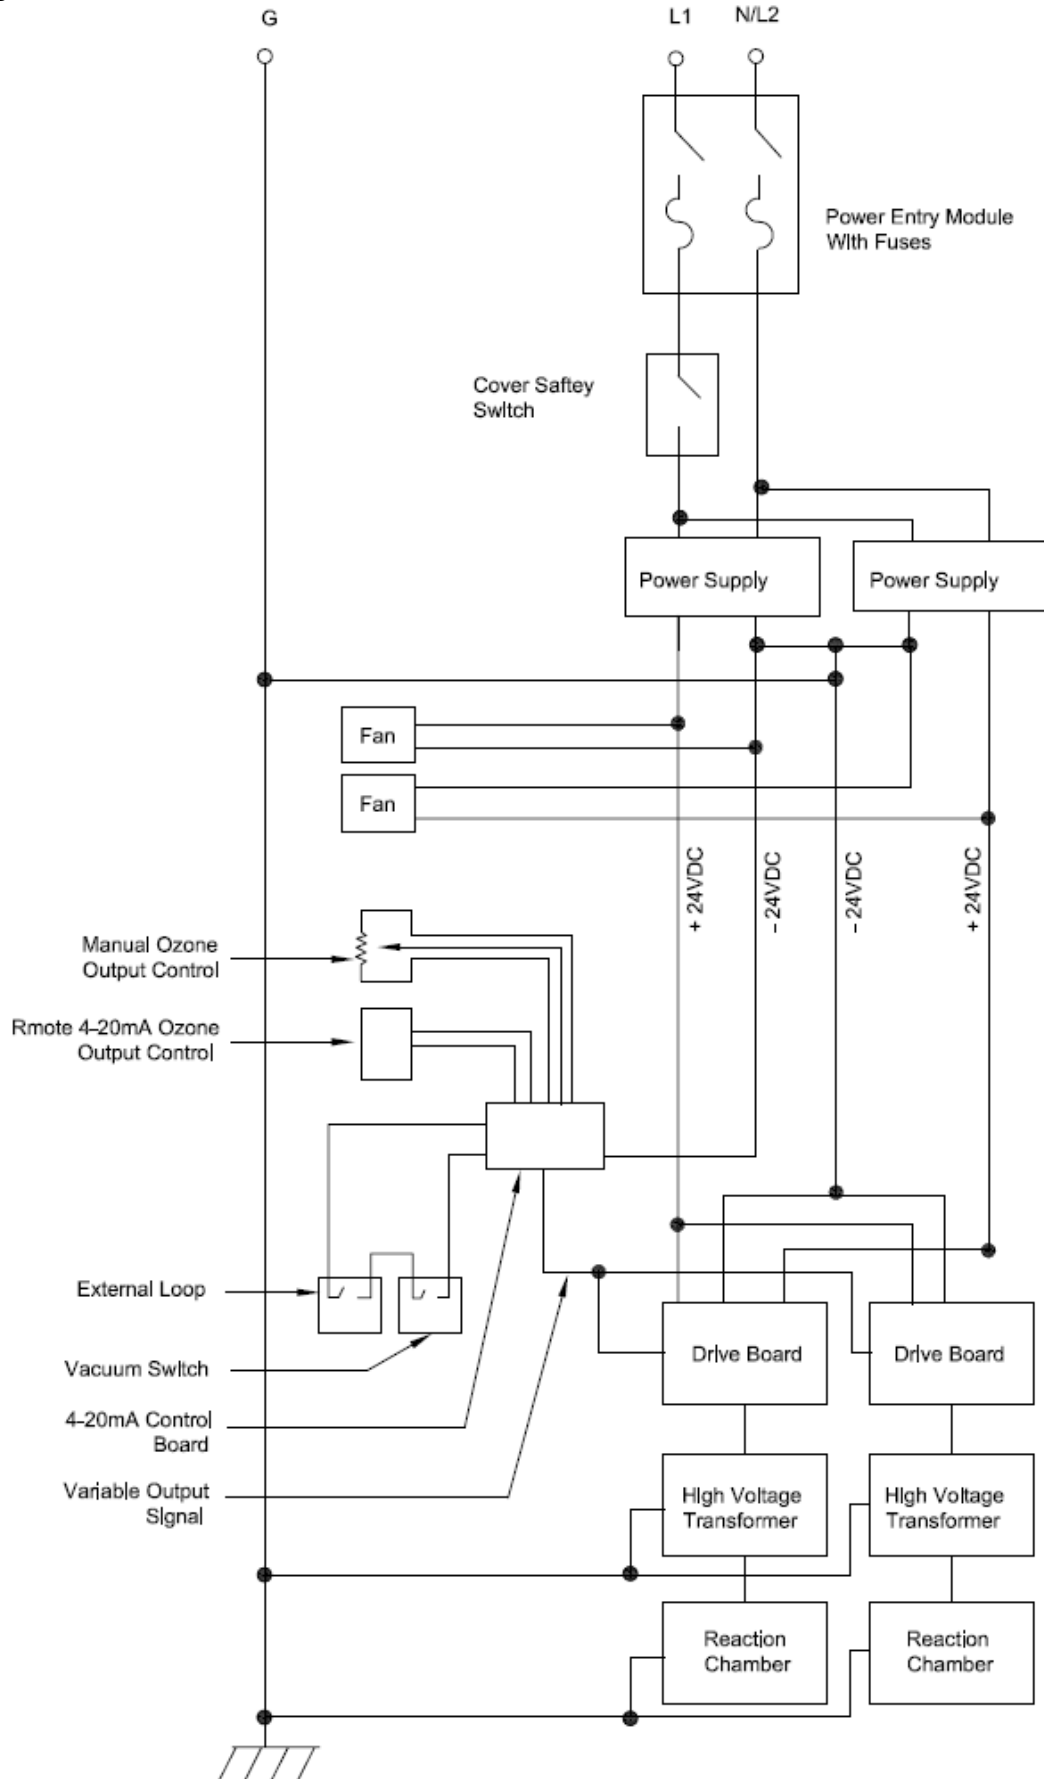 G
L1
N/L2
Power Entry Module
With Fuses
Cover Saftey
Switch
Power Supply
Power Supply
Fan
Fan
+ 24VDC
- 24VDC
- 24VDC
+ 24VDC
Manual Ozone
Output Control
Rmote 4-20mA Ozone
Output Control
External Loop
Vacuum Switch
4-20mA Control
Board
Variable Output
Signal
Drive Board
Drive Board
High Voltage
Transformer
High Voltage
Transformer
Reaction
Chamber
Reaction
Chamber